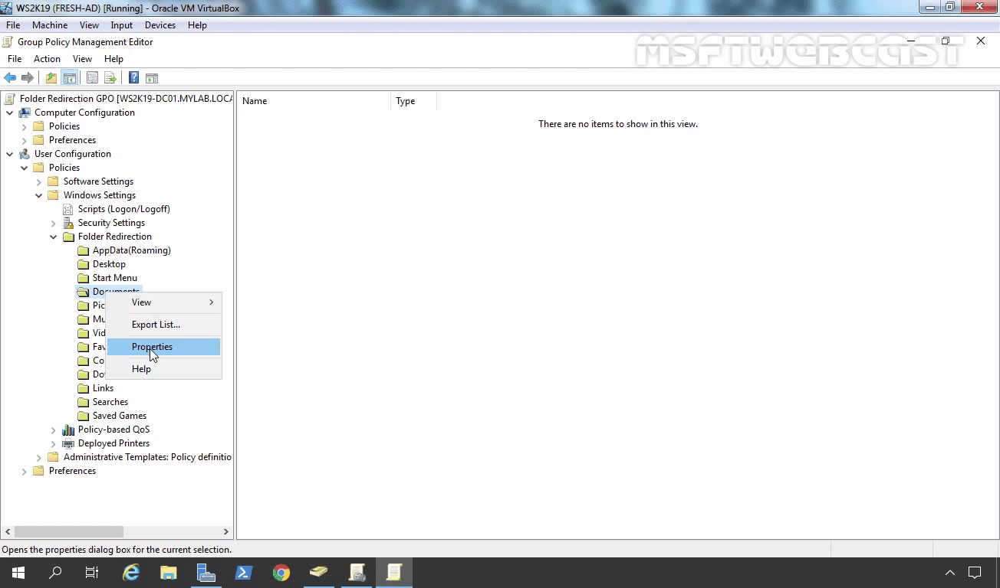 WS2K19 (FRESH-AD) [Running] - Oracle VM VirtualBox
File Machine View Input Devices Help
Group Policy Management Editor
MSFTWEBCAST
File Action View Help
Folder Redirection GPO [WS2K19-DC01.MYLAB.LOCA
Name Type
Computer Configuration
There are no items to show in this view.
Policies
Preferences
User Configuration
Policies
Software Settings
Windows Settings
Scripts (Logon/Logoff)
Security Settings
Folder Redirection
AppData(Roaming)
Desktop
Start Menu
Documents
View
Pic
Mu
Export List...
Vid
Fav
Properties
Co
Help
Do
Links
Searches
Saved Games
Policy-based QoS
Deployed Printers
Administrative Templates: Policy definitio
Preferences
Opens the properties dialog box for the current selection.